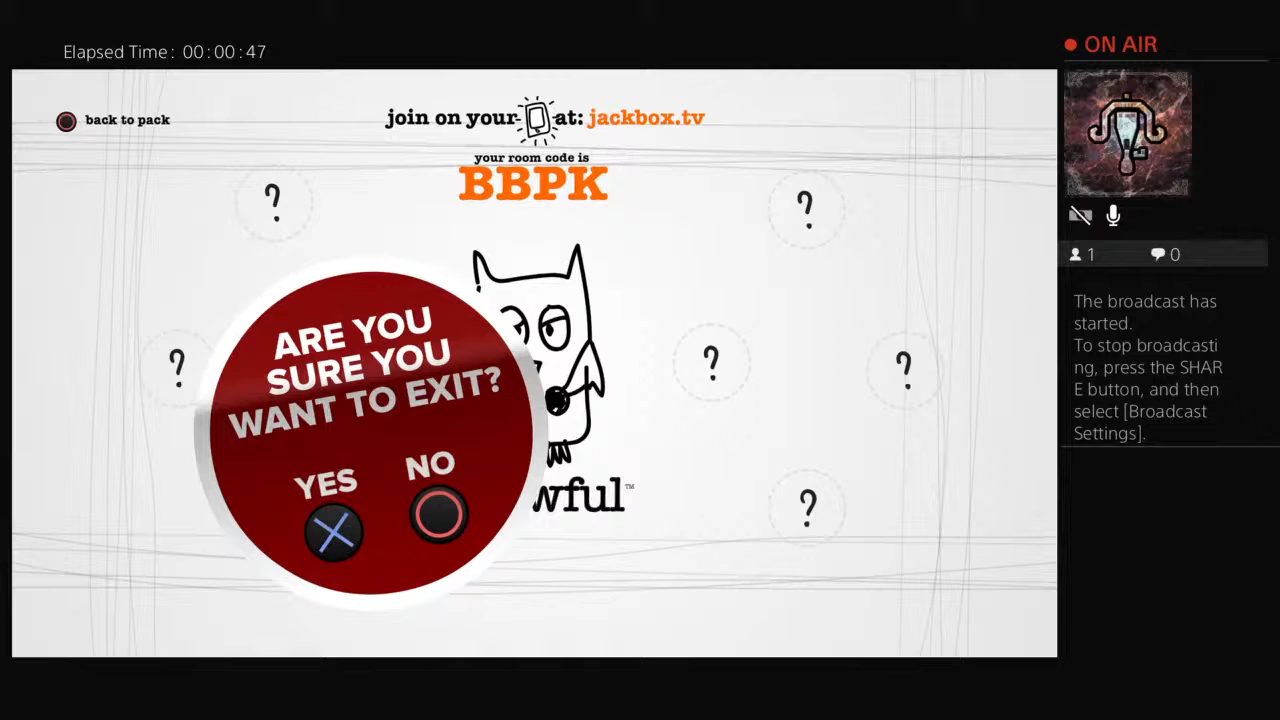 Elapsed Time: 00:00:47
ON AIR
back to pack
join on your at: jackbox.tv
your room code is
BBPK
?
?
?
?
?
?
ARE YOU
SURE YOU
WANT TO EXIT?
YES NO
wful™
1 0
The broadcast has
started.
To stop broadcasti
ng, press the SHAR
E button, and then
select [Broadcast
Settings].